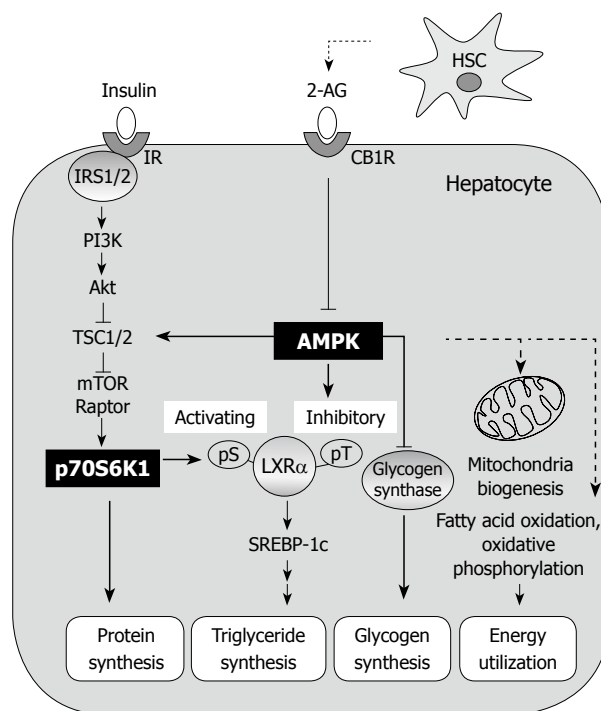 HSC
Insulin
2-AG
IR
CB1R
IRS1/2
Hepatocyte
PI3K
Akt
TSC1/2
AMPK
mTOR
Raptor
Activating
Inhibitory
pS
pT
LXRα
p70S6K1
Glycogen
synthase
Mitochondria
biogenesis
SREBP-1c
Fatty acid oxidation,
oxidative
phosphorylation
Protein
synthesis
Triglyceride
synthesis
Glycogen
synthesis
Energy
utilization